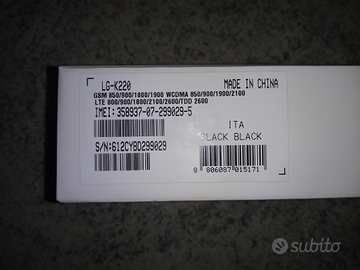 LG-K220 MADE IN CHINA
GSM 850/900/1800/1900 WCDMA 850/900/1900/2100
LTE 800/900/1800/2100/2600/TDD 2600
IMEI: 358937-07-299029-5
ITA
BLACK BLACK
S/N:612CYBD299029
8 806087 015171
subito